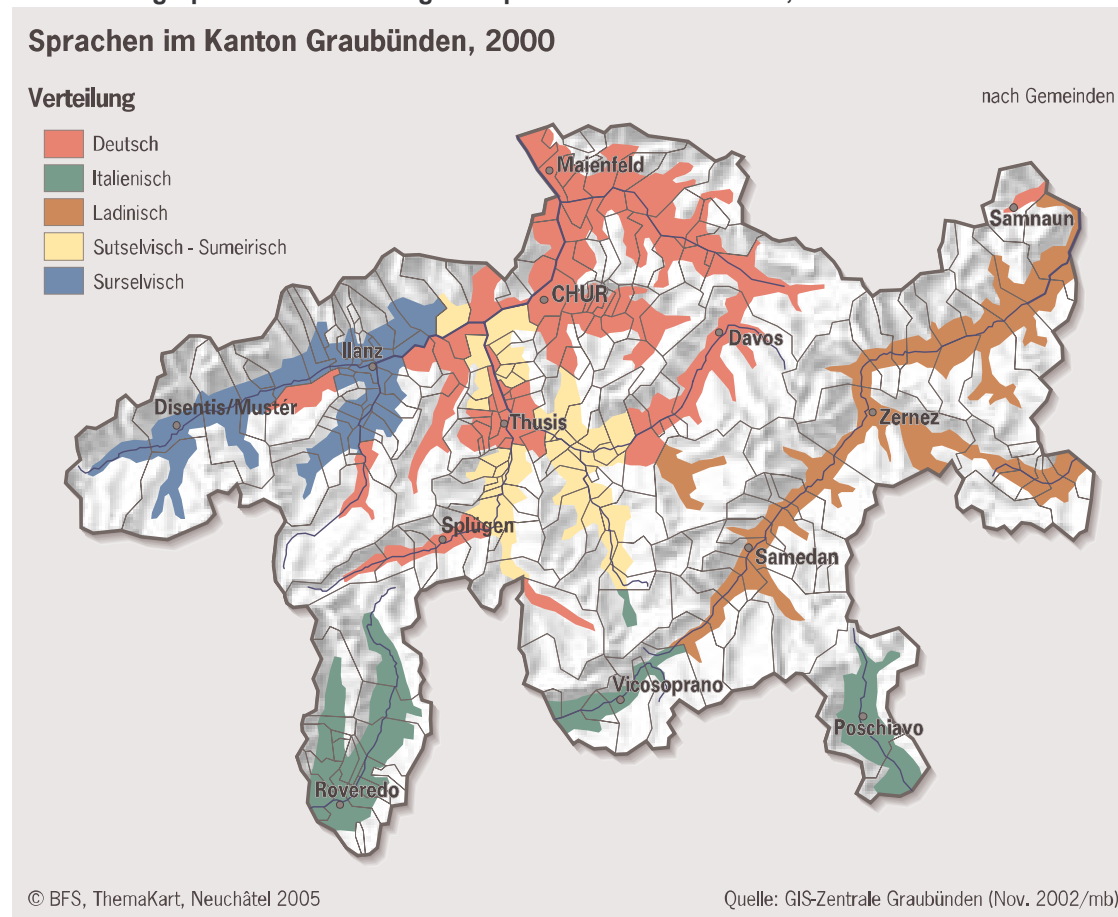 Sprachen im Kanton Graubünden, 2000
Verteilung
nach Gemeinden
Deutsch
Italienisch
Ladinisch
Sutselvisch - Sumeirisch
Surselvisch
Maienfeld
Samnaun
CHUR
Davos
Ilanz
Disentis/Mustér
Thusis
Zernez
Splügen
Samedan
Vicosoprano
Poschiavo
Roveredo
© BFS, ThemaKart, Neuchâtel 2005
Quelle: GIS-Zentrale Graubünden (Nov. 2002/mb)